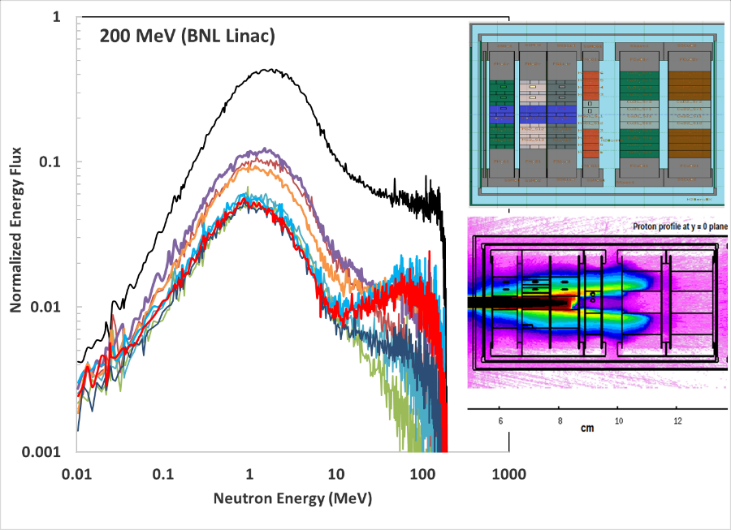 200 MeV (BNL Linac)
Normalized Energy Flux
1
0.1
0.01
0.001
0.01
0.1
1
10
100
1000
Neutron Energy (MeV)
Proton profile at y = 0 plane
6
8
10
12
cm